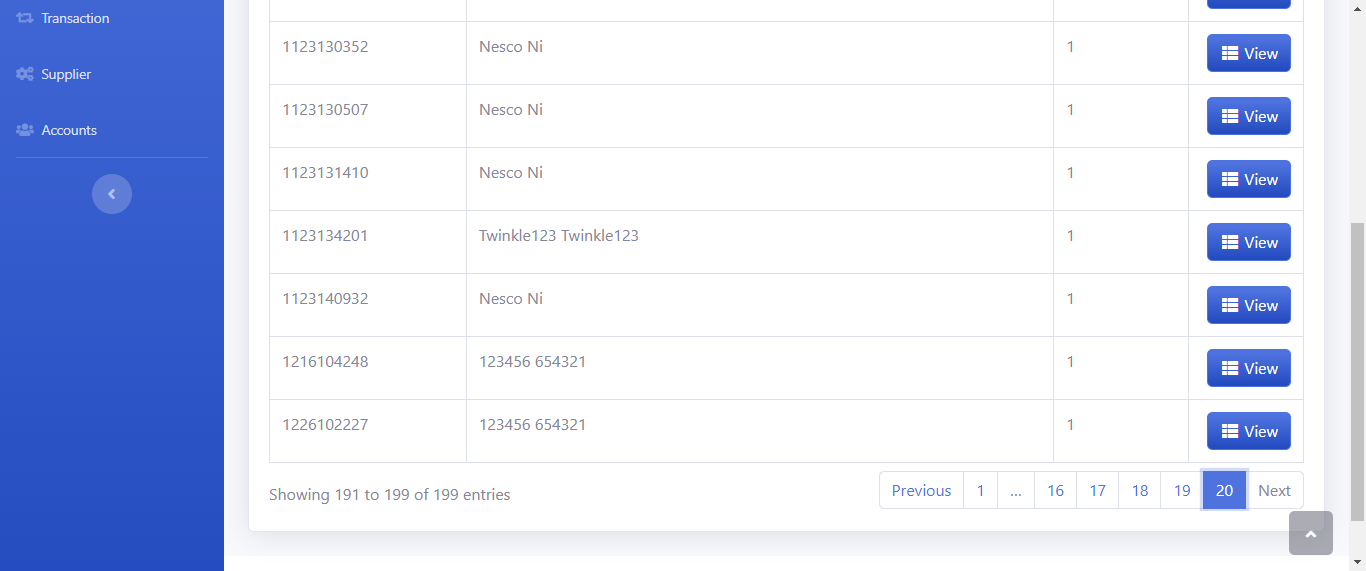 Transaction
Supplier
Accounts
1123130352 Nesco Ni 1 View
1123130507 Nesco Ni 1 View
1123131410 Nesco Ni 1 View
1123134201 Twinkle123 Twinkle123 1 View
1123140932 Nesco Ni 1 View
1216104248 123456 654321 1 View
1226102227 123456 654321 1 View
Showing 191 to 199 of 199 entries
Previous 1 ... 16 17 18 19 20 Next